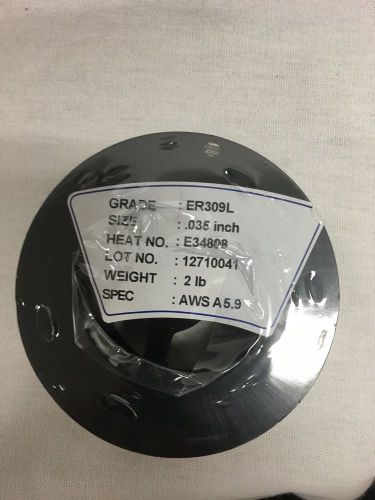 GRADE : ER309L
SIZE : .035 inch
HEAT NO. : E34808
LOT NO. : 12710041
WEIGHT : 2 lb
SPEC : AWS A5.9